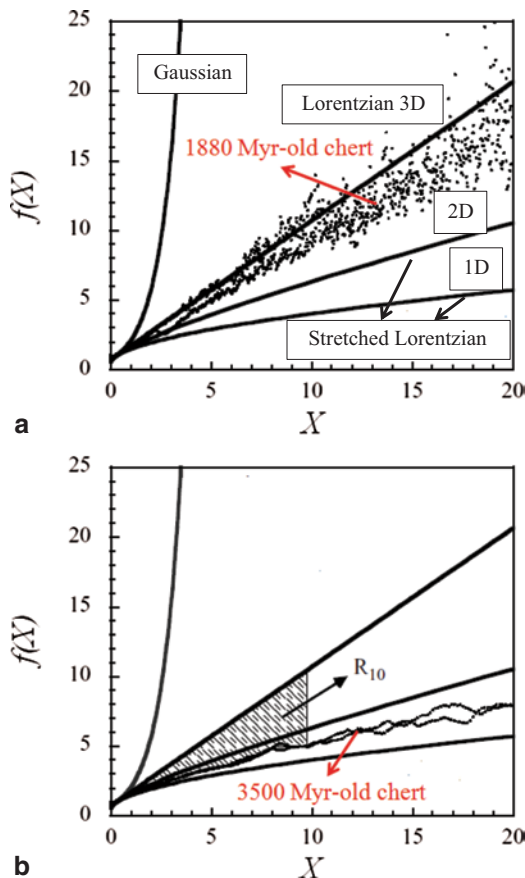 25
20
15
10
5
0
f(X)
Gaussian
Lorentzian 3D
1880 Myr-old chert
2D
1D
Stretched Lorentzian
0 5 10 15 20
X
a
25
20
15
10
5
0
f(X)
R10
3500 Myr-old chert
0 5 10 15 20
X
b